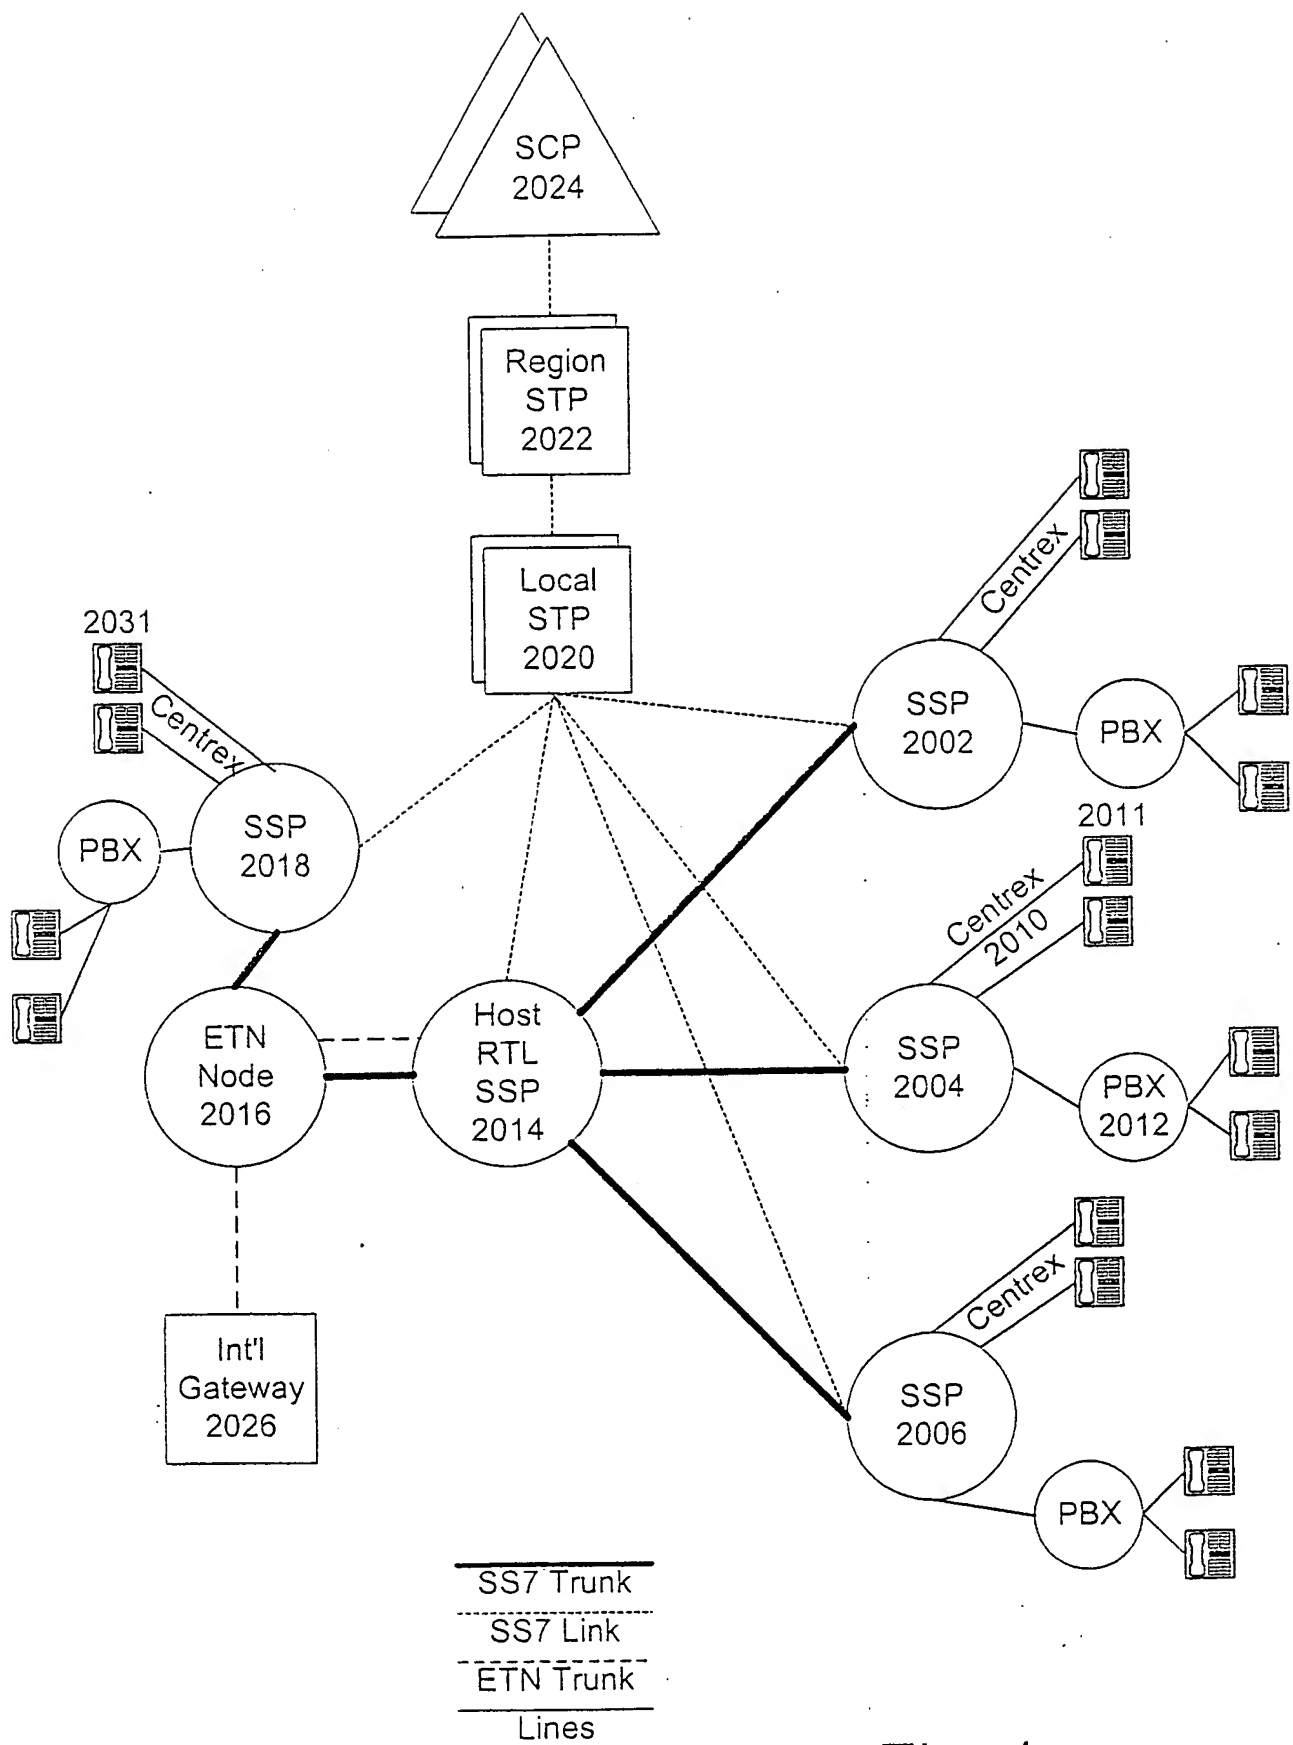 SCP
2024
Region
STP
2022
Local
STP
2020
2031
Centrex
SSP
2018
PBX
Centrex
SSP
2002
PBX
2011
Centrex
2010
SSP
2004
PBX
2012
ETN
Node
2016
Host
RTL
SSP
2014
Centrex
SSP
2006
PBX
Int'l
Gateway
2026
SS7 Trunk
SS7 Link
ETN Trunk
Lines